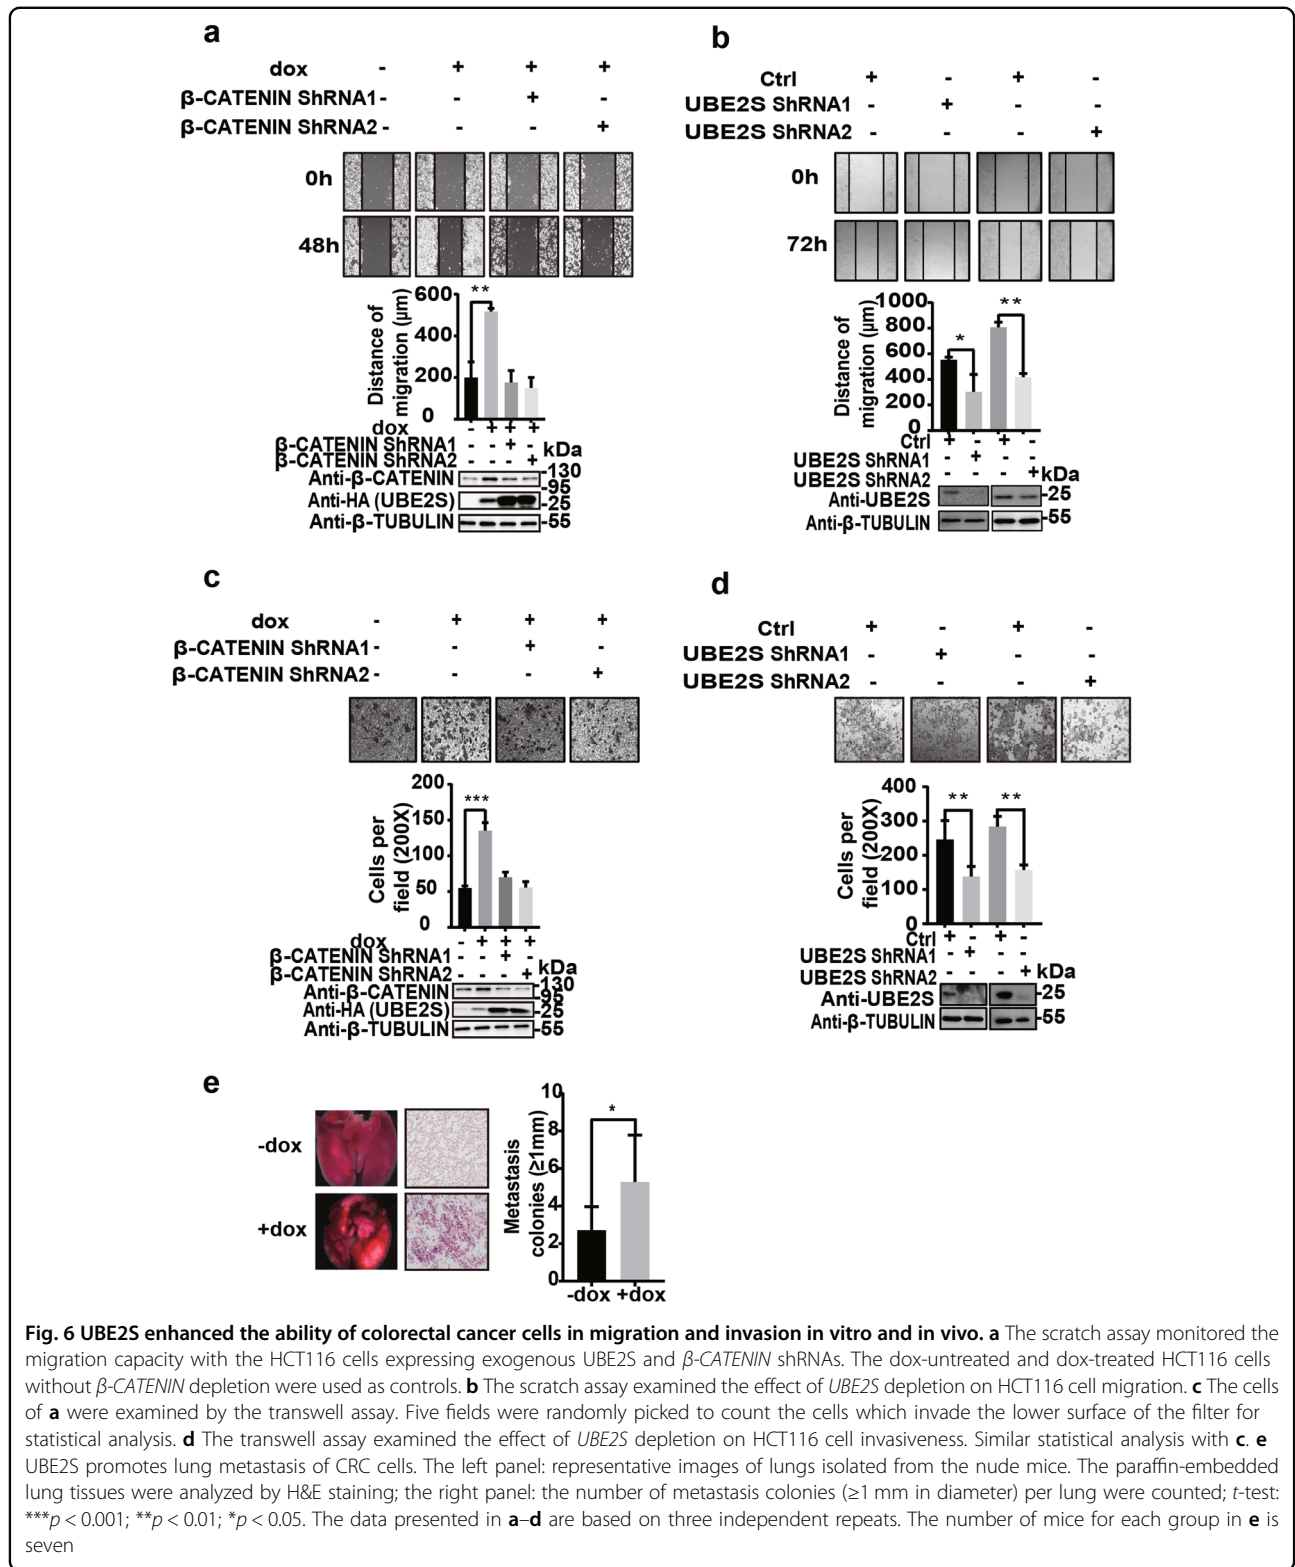 a
dox - + + +
β-CATENIN ShRNA1 - - + -
β-CATENIN ShRNA2 - - - +
0h
48h
Distance of
migration (µm)
600
400
200
0
**
dox - + + +
β-CATENIN ShRNA1 - - + -
β-CATENIN ShRNA2 - - - + kDa
Anti-β-CATENIN -130
-95
Anti-HA (UBE2S) -25
Anti-β-TUBULIN -55
b
Ctrl + - + -
UBE2S ShRNA1 - + - -
UBE2S ShRNA2 - - - +
0h
72h
Distance of
migration (µm)
1000
800
600
400
200
0
* **
Ctrl + - + -
UBE2S ShRNA1 - + - -
UBE2S ShRNA2 - - - + kDa
Anti-UBE2S -25
Anti-β-TUBULIN -55
c
dox - + + +
β-CATENIN ShRNA1 - - + -
β-CATENIN ShRNA2 - - - +
Cells per
field (200X)
200
150
100
50
0
***
dox - + + +
β-CATENIN ShRNA1 - - + -
β-CATENIN ShRNA2 - - - + kDa
Anti-β-CATENIN -130
-95
Anti-HA (UBE2S) -25
Anti-β-TUBULIN -55
d
Ctrl + - + -
UBE2S ShRNA1 - + - -
UBE2S ShRNA2 - - - +
Cells per
field (200X)
400
300
200
100
0
** **
Ctrl + - + -
UBE2S ShRNA1 - + - -
UBE2S ShRNA2 - - - + kDa
Anti-UBE2S -25
Anti-β-TUBULIN -55
e
-dox
+dox
Metastasis
colonies (≥1mm)
10
8
6
4
2
0
*
-dox +dox
Fig. 6 UBE2S enhanced the ability of colorectal cancer cells in migration and invasion in vitro and in vivo. a The scratch assay monitored the
migration capacity with the HCT116 cells expressing exogenous UBE2S and β-CATENIN shRNAs. The dox-untreated and dox-treated HCT116 cells
without β-CATENIN depletion were used as controls. b The scratch assay examined the effect of UBE2S depletion on HCT116 cell migration. c The cells
of a were examined by the transwell assay. Five fields were randomly picked to count the cells which invade the lower surface of the filter for
statistical analysis. d The transwell assay examined the effect of UBE2S depletion on HCT116 cell invasiveness. Similar statistical analysis with c. e
UBE2S promotes lung metastasis of CRC cells. The left panel: representative images of lungs isolated from the nude mice. The paraffin-embedded
lung tissues were analyzed by H&E staining; the right panel: the number of metastasis colonies (≥1 mm in diameter) per lung were counted; t-test:
***p < 0.001; **p < 0.01; *p < 0.05. The data presented in a–d are based on three independent repeats. The number of mice for each group in e is
seven